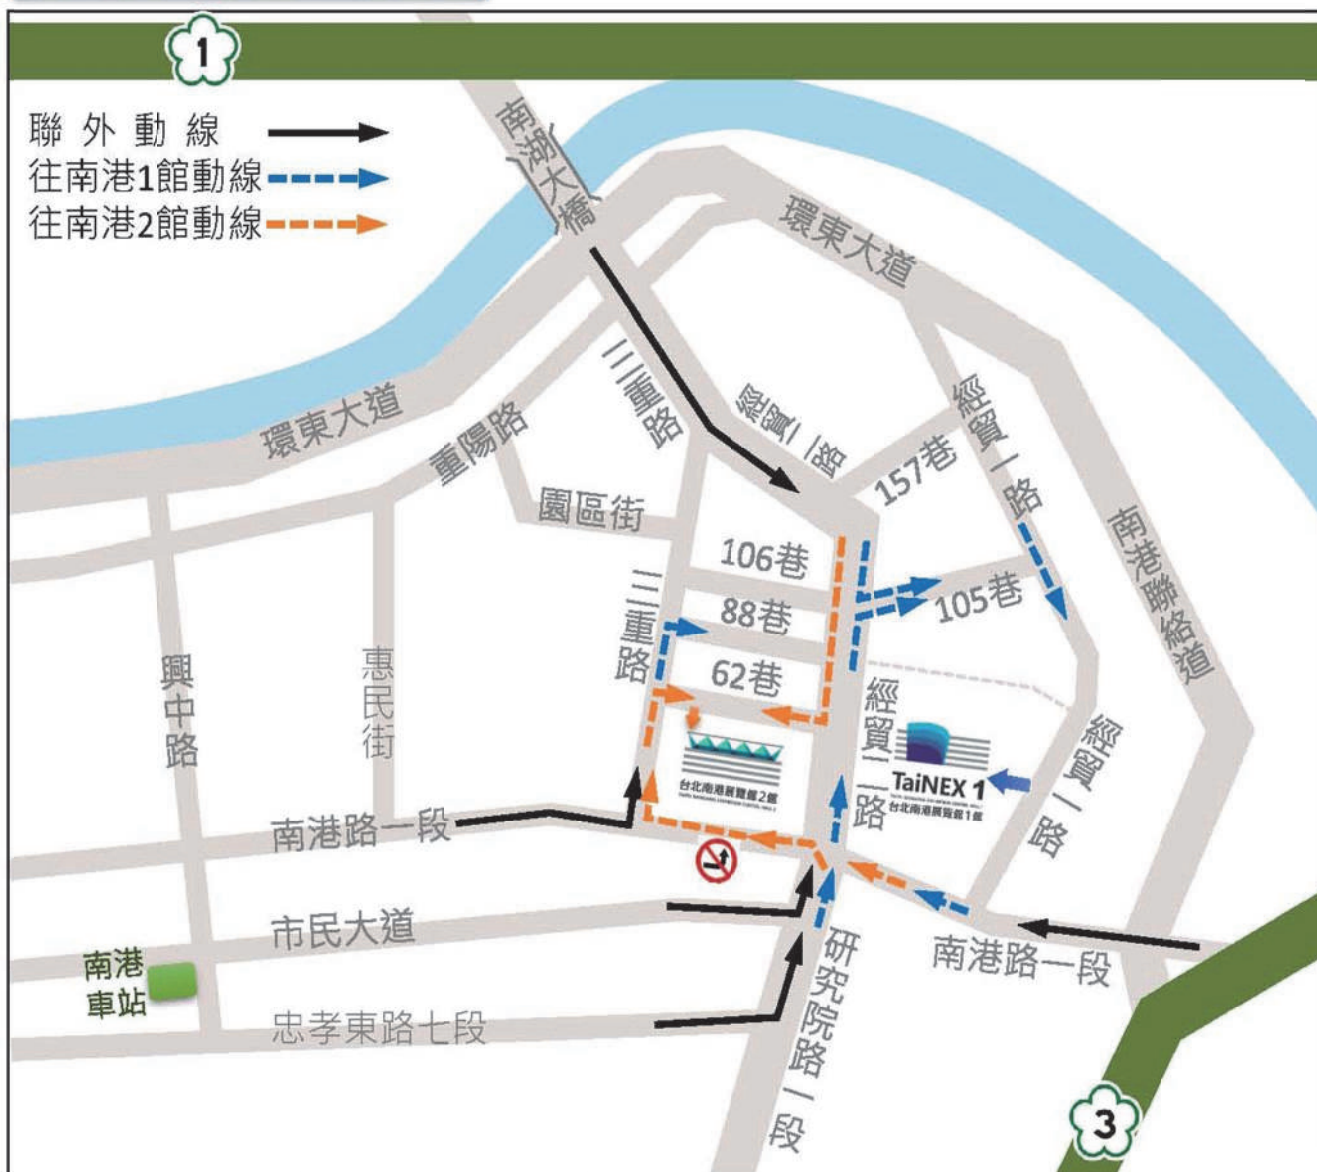 1
聯外動線
往南港1館動線
往南港2館動線
南湖大橋
環東大道
三重路
經貿二路
經貿一路
157巷
環東大道
重陽路
園區街
106巷
105巷
南港聯絡道
88巷
三重路
62巷
興中路
惠民街
經貿二路
TaiNEX 1
台北南港展覽館1館
台北南港展覽館2館
經貿一路
南港路一段
市民大道
南港路一段
南港
車站
忠孝東路七段
研究院路一段
3